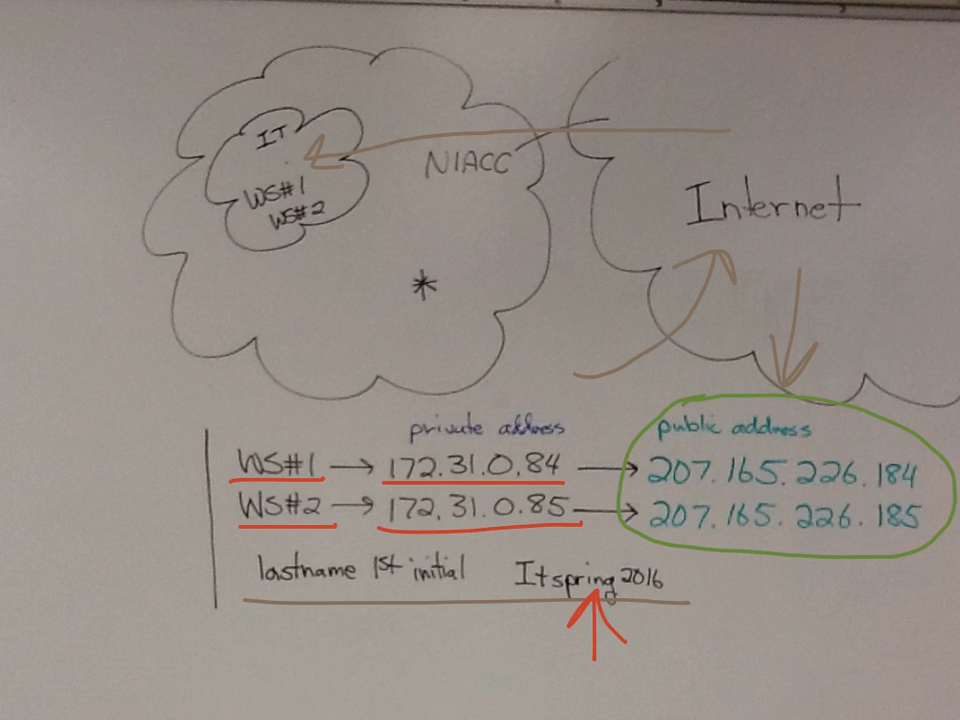 IT
WS#1
WS#2
NIACC
Internet
*
private address
public address
WS#1 → 172.31.0.84 → 207.165.226.184
WS#2 → 172.31.0.85 → 207.165.226.185
lastname 1st initial Itspring2016